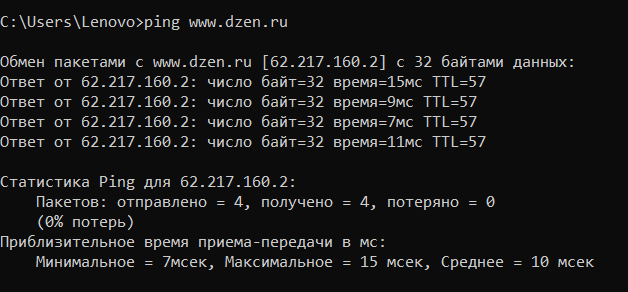 C:\Users\Lenovo>ping www.dzen.ru
Обмен пакетами с www.dzen.ru [62.217.160.2] с 32 байтами данных:
Ответ от 62.217.160.2: число байт=32 время=15мс TTL=57
Ответ от 62.217.160.2: число байт=32 время=9мс TTL=57
Ответ от 62.217.160.2: число байт=32 время=7мс TTL=57
Ответ от 62.217.160.2: число байт=32 время=11мс TTL=57
Статистика Ping для 62.217.160.2:
Пакетов: отправлено = 4, получено = 4, потеряно = 0
(0% потерь)
Приблизительное время приема-передачи в мс:
Минимальное = 7мсек, Максимальное = 15 мсек, Среднее = 10 мсек